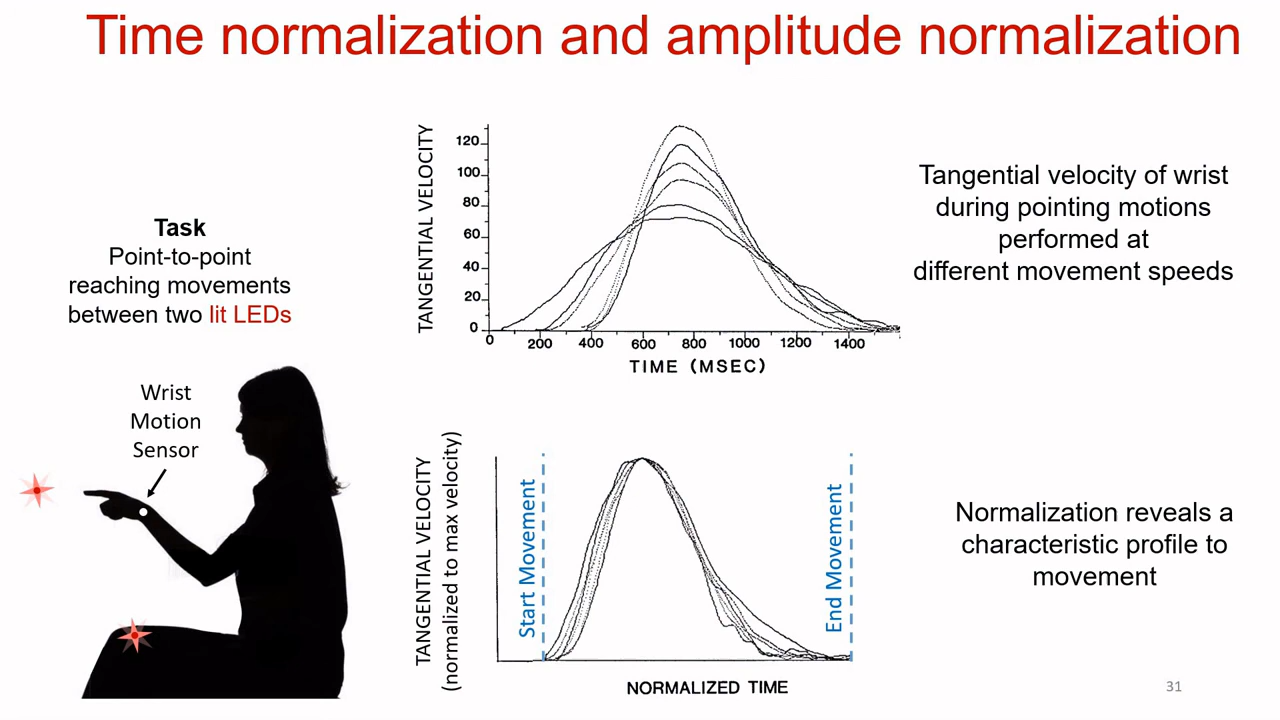 Time normalization and amplitude normalization
Task
Point-to-point
reaching movements
between two lit LEDs
Wrist
Motion
Sensor
TANGENTIAL VELOCITY
120
100
80
60
40
20
0
0 200 400 600 800 1000 1200 1400
TIME (MSEC)
Tangential velocity of wrist
during pointing motions
performed at
different movement speeds
TANGENTIAL VELOCITY
(normalized to max velocity)
Start Movement
End Movement
NORMALIZED TIME
Normalization reveals a
characteristic profile to
movement
31